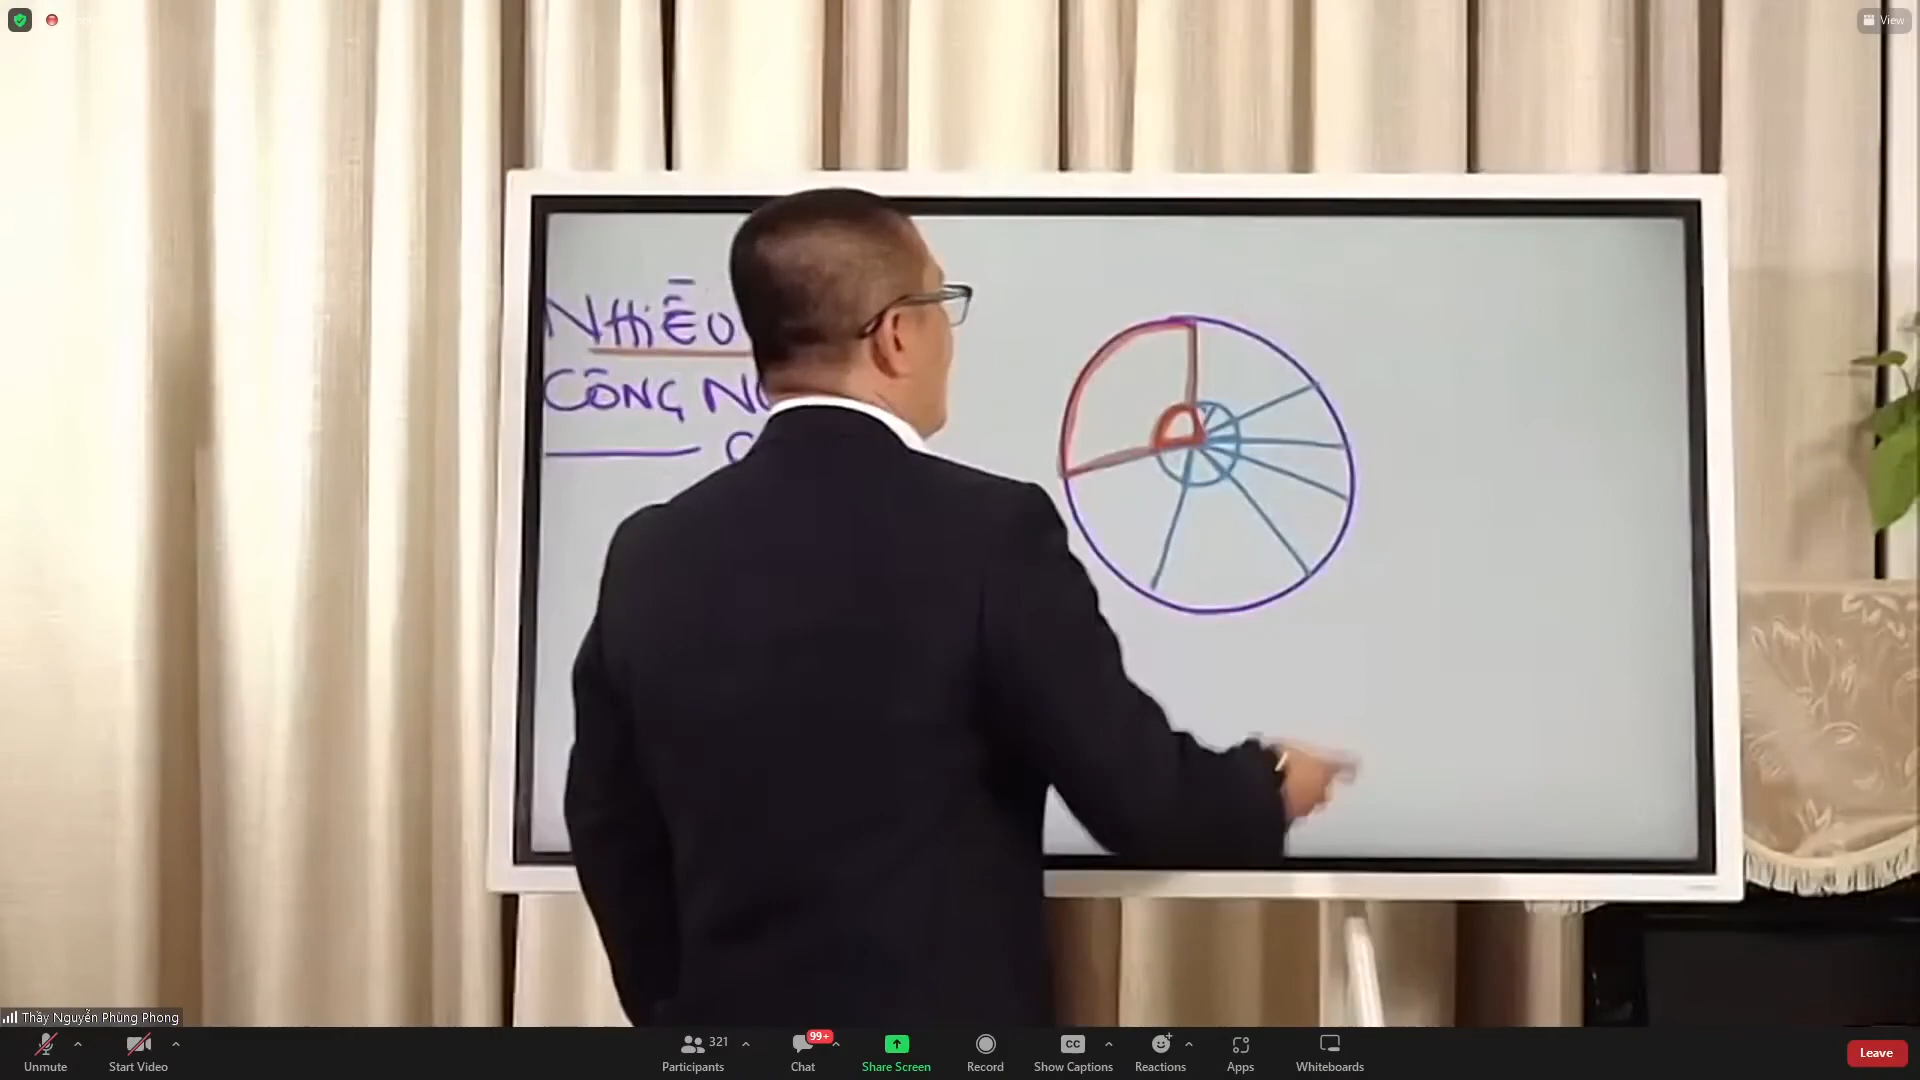 View
NHIỀU
CÔNG
Thầy Nguyễn Phùng Phong
Unmute
Start Video
321
Participants
99+
Chat
Share Screen
Record
CC
Show Captions
Reactions
Apps
Whiteboards
Leave